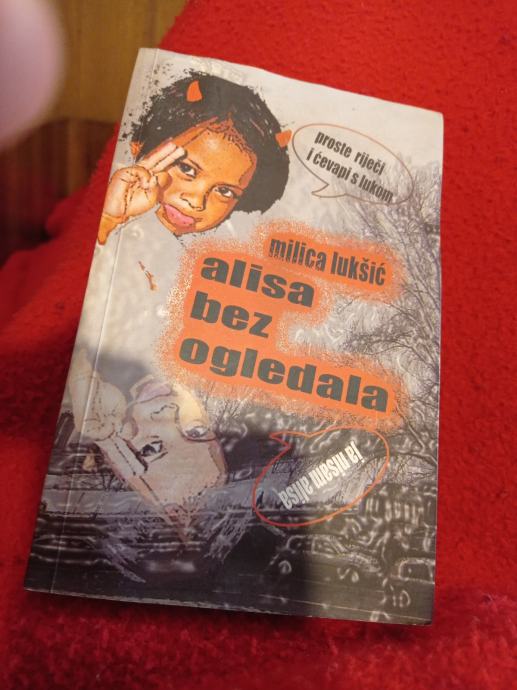 proste riječi
i ćevapi s lukom
milica lukšić
alisa
bez
ogledala
ja nisam alisa